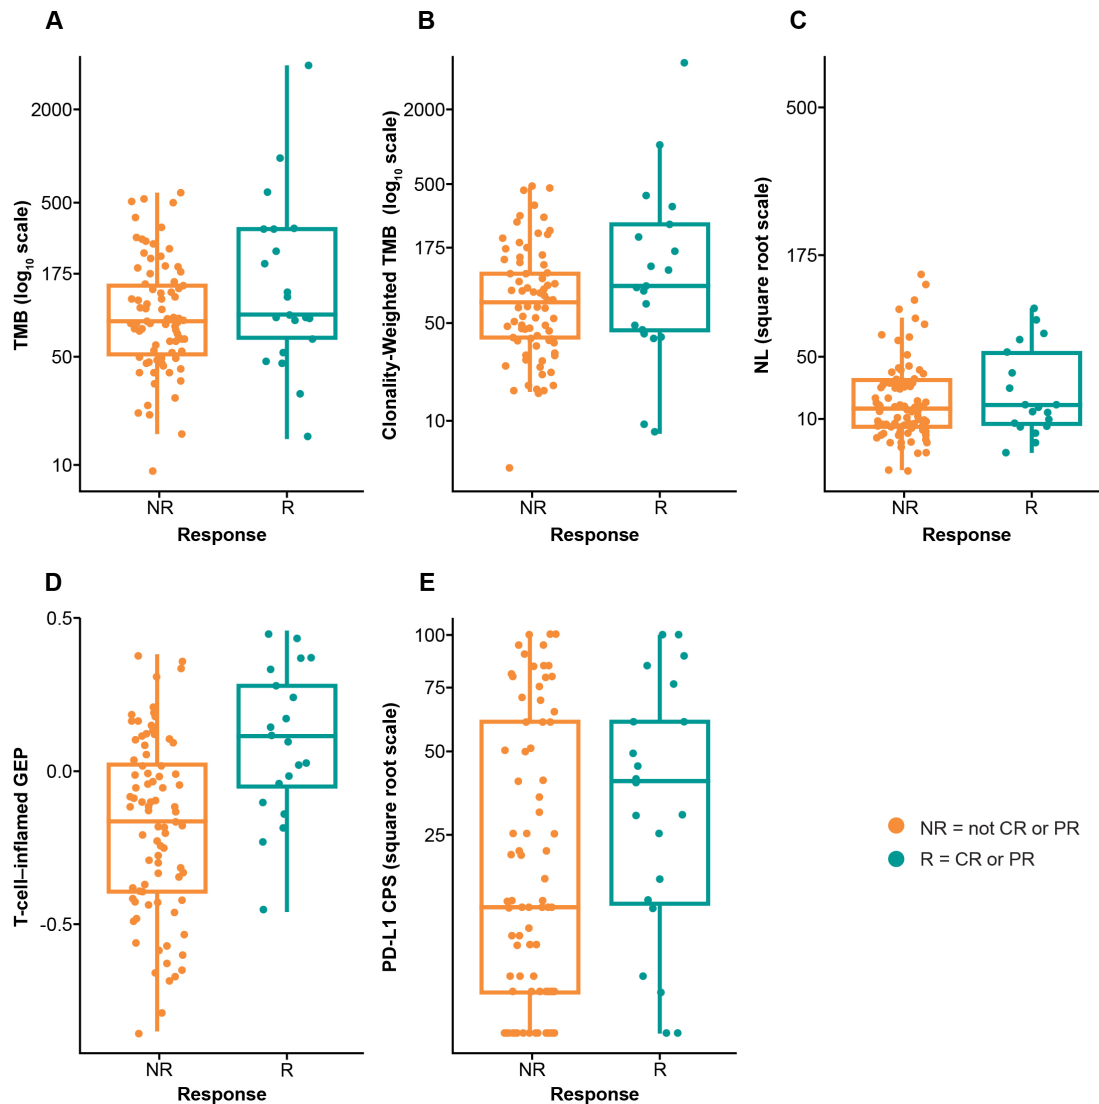 A
TMB (log10 scale)
2000
500
175
50
10
NR
R
Response
B
Clonality-Weighted TMB (log10 scale)
2000
500
175
50
10
NR
R
Response
C
NL (square root scale)
500
175
50
10
NR
R
Response
D
T-cell–inflamed GEP
0.5
0.0
-0.5
NR
R
Response
E
PD-L1 CPS (square root scale)
100
75
50
25
NR
R
Response
NR = not CR or PR
R = CR or PR